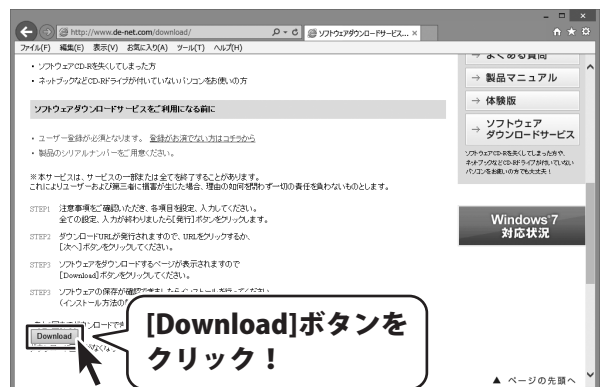 http://www.de-net.com/download/
ソフトウェアダウンロードサービス...
ファイル(F) 編集(E) 表示(V) お気に入り(A) ツール(T) ヘルプ(H)
・ ソフトウェアCD-Rを失くしてしまった方
・ ネットブックなどCD-Rドライブが付いていないパソコンをお使いの方
ソフトウェアダウンロードサービスをご利用になる前に
・ ユーザー登録が必須となります。 登録がお済でない方はコチラから
・ 製品のシリアルナンバーをご用意ください。
※本サービスは、サービスの一部または全てを終了することがあります。
これによりユーザーおよび第三者に損害が生じた場合、理由の如何を問わず一切の責任を負わないものとします。
STEP1 注意事項をご確認いただき、各項目を設定、入力してください。
全ての設定、入力が終わりましたら[発行]ボタンをクリックします。
STEP2 ダウンロードURLが発行されますので、URLをクリックするか、
[次へ]ボタンをクリックしてください。
STEP3 ソフトウェアをダウンロードするページが表示されますので
[Download]ボタンをクリックしてください。
STEP3 ソフトウェアの保存が確認できましたらインストールを行ってください
(インストール方法の
Download
[Download]ボタンを
クリック！
→ よくある質問
→ 製品マニュアル
→ 体験版
→ ソフトウェア
ダウンロードサービス
ソフトウェアCD-Rを失くしてしまった方や、
ネットブックなどCD-Rドライブが付いていない
パソコンをお使いの方でも大丈夫！
Windows 7
対応状況
▲ ページの先頭へ